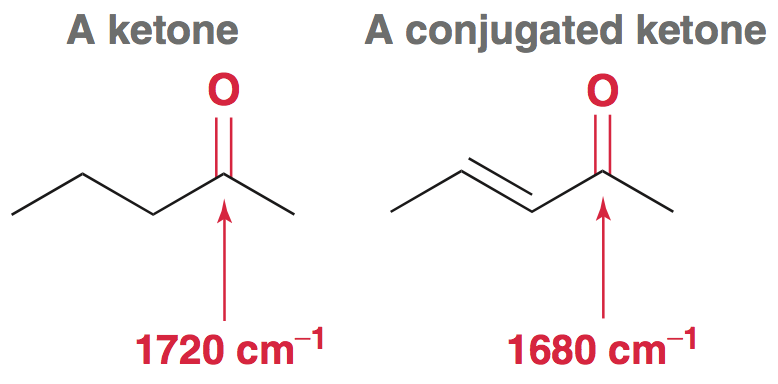 A ketone
A conjugated ketone
O
O
1720 cm⁻¹
1680 cm⁻¹